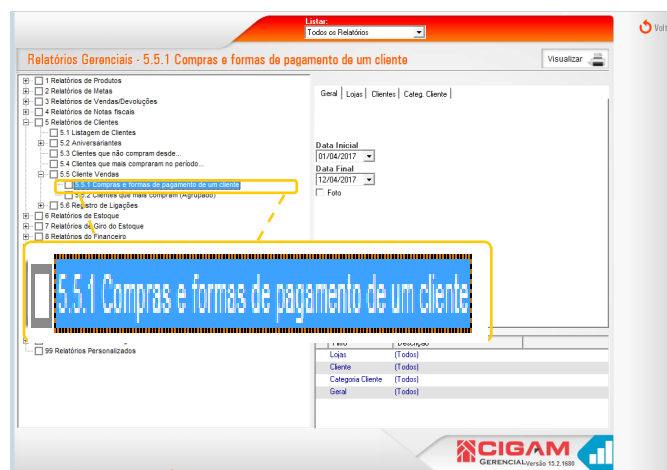 Listar:
Todos os Relatórios
Volt
Relatórios Gerenciais - 5.5.1 Compras e formas de pagamento de um cliente
Visualizar
1 Relatórios de Produtos
2 Relatórios de Metas
3 Relatórios de Vendas/Devoluções
4 Relatórios de Notas fiscais
5 Relatórios de Clientes
5.1 Listagem de Clientes
5.2 Aniversariantes
5.3 Clientes que não compram desde...
5.4 Clientes que mais compraram no período...
5.5 Cliente Vendas
5.5.1 Compras e formas de pagamento de um cliente
5.5.2 Clientes que mais compram (Agrupado)
5.6 Registro de Ligações
6 Relatórios de Estoque
7 Relatórios de Giro do Estoque
8 Relatórios do Financeiro
Geral
Lojas
Clientes
Categ. Cliente
Data Inicial
01/04/2017
Data Final
12/04/2017
Foto
5.5.1 Compras e formas de pagamento de um cliente
99 Relatórios Personalizados
Filtro
Descrição
Lojas
(Todos)
Cliente
(Todos)
Categoria Cliente
(Todos)
Geral
(Todos)
CIGAM
GERENCIAL
Versão 15.2.1680